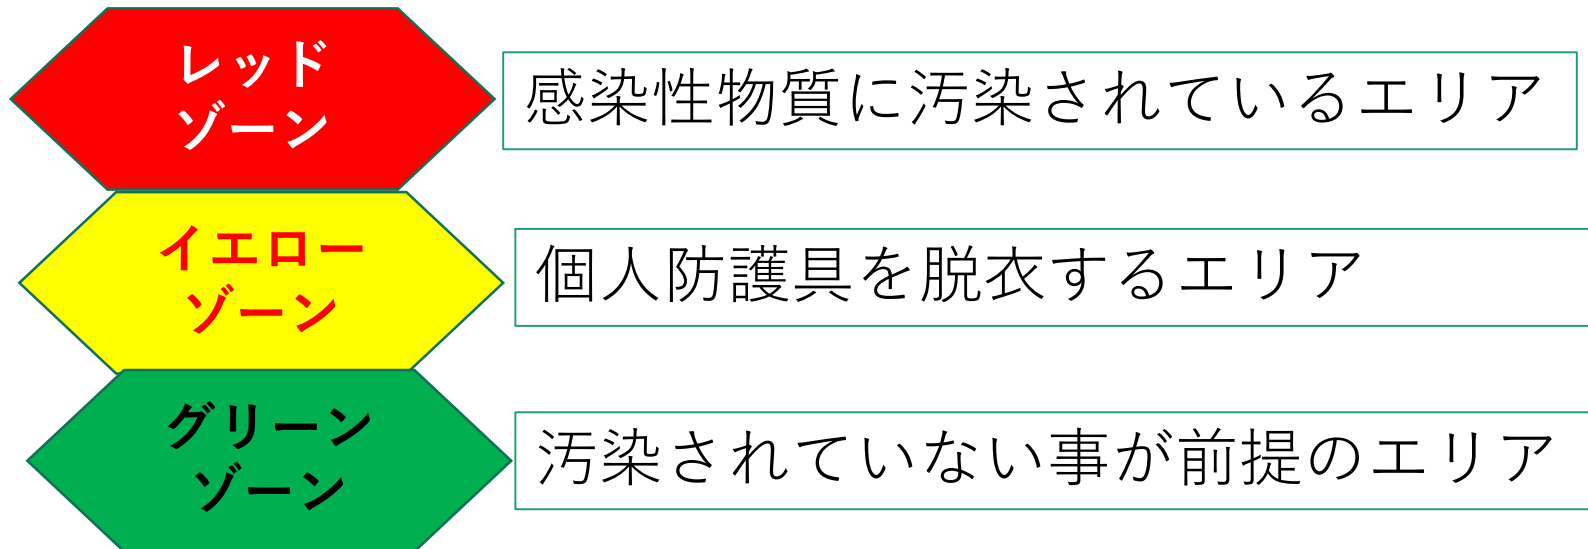 レッド
ゾーン
感染性物質に汚染されているエリア
イエロー
ゾーン
個人防護具を脱衣するエリア
グリーン
ゾーン
汚染されていない事が前提のエリア